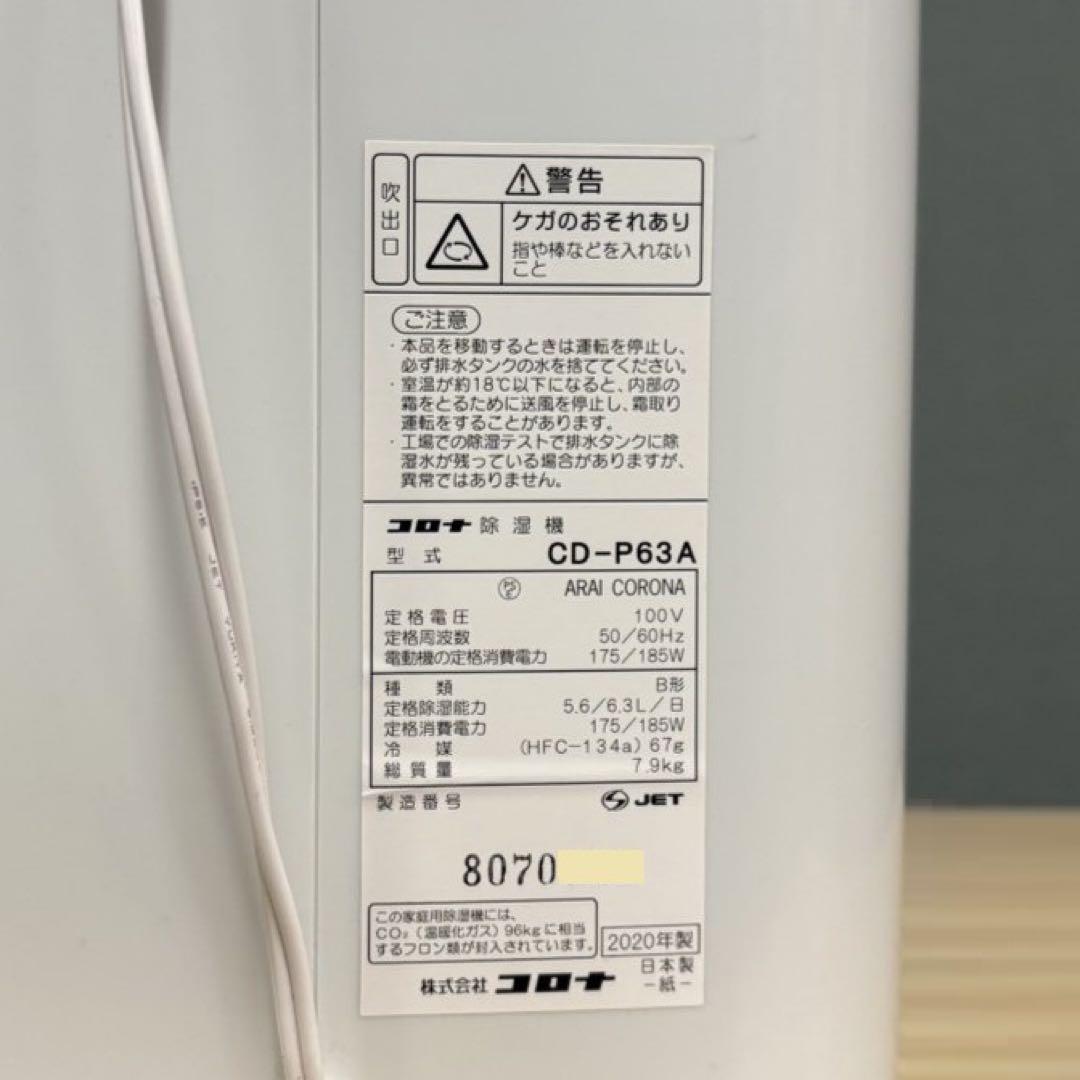 吹出口
⚠警告
ケガのおそれあり
指や棒などを入れない
こと
ご注意
・本品を移動するときは運転を停止し、
必ず排水タンクの水を捨ててください。
・室温が約18℃以下になると、内部の
霜をとるために送風を停止し、霜取り
運転をすることがあります。
・工場での除湿テストで排水タンクに除
湿水が残っている場合がありますが、
異常ではありません。
コロナ 除湿機
型式 CD-P63A
PSE ARAI CORONA
定格電圧 100V
定格周波数 50/60Hz
電動機の定格消費電力 175/185W
種類 B形
定格除湿能力 5.6/6.3L/日
定格消費電力 175/185W
冷媒 (HFC-134a) 67g
総質量 7.9kg
製造番号 JET
8070
この家庭用除湿機には、
CO₂(温暖化ガス)96kgに相当
するフロン類が封入されています。
2020年製
日本製
株式会社 コロナ -紙-